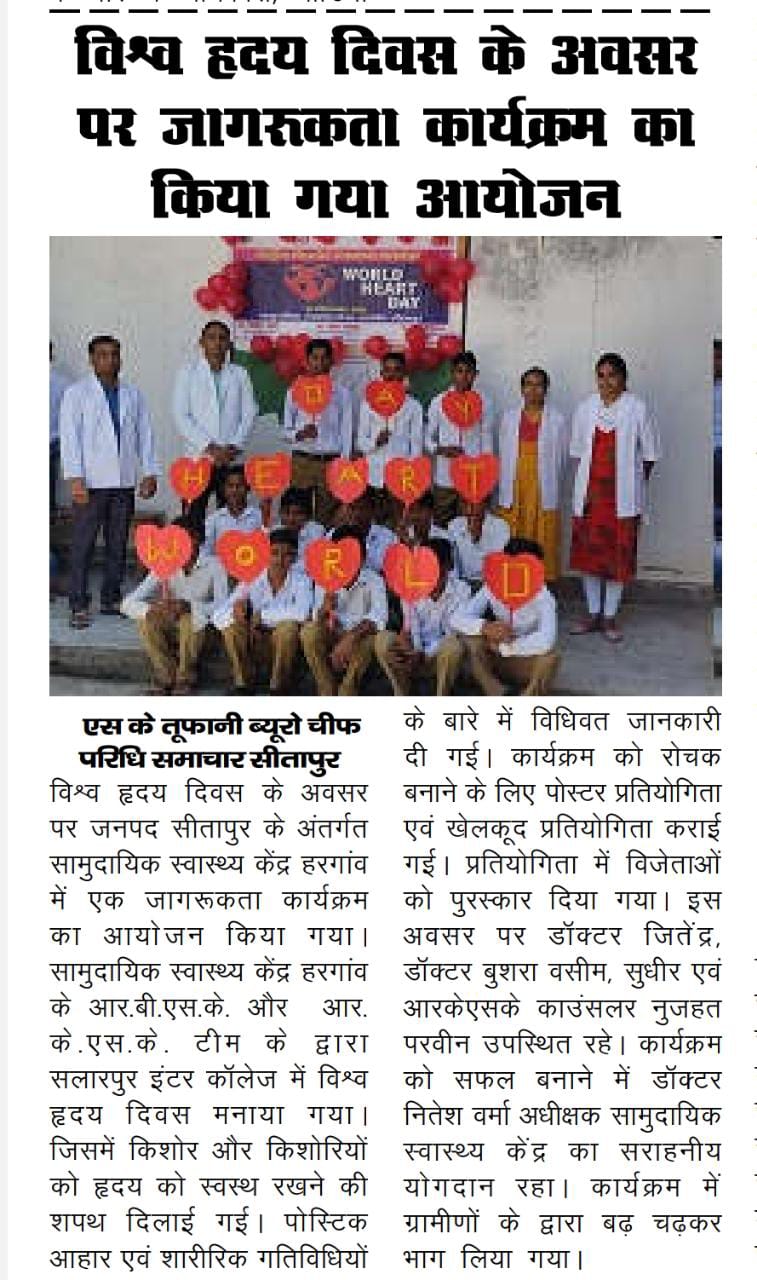 विश्व हृदय दिवस के अवसर
पर जागरूकता कार्यक्रम का
किया गया आयोजन
WORLD
HEART
DAY
D A Y
H E A R T
W O R L D
एस के तूफानी ब्यूरो चीफ
परिधि समाचार सीतापुर
विश्व हृदय दिवस के अवसर
पर जनपद सीतापुर के अंतर्गत
सामुदायिक स्वास्थ्य केंद्र हरगांव
में एक जागरूकता कार्यक्रम
का आयोजन किया गया।
सामुदायिक स्वास्थ्य केंद्र हरगांव
के आर.बी.एस.के. और आर.
के.एस.के. टीम के द्वारा
सलारपुर इंटर कॉलेज में विश्व
हृदय दिवस मनाया गया।
जिसमें किशोर और किशोरियों
को हृदय को स्वस्थ रखने की
शपथ दिलाई गई। पोस्टिक
आहार एवं शारीरिक गतिविधियों
के बारे में विधिवत जानकारी
दी गई। कार्यक्रम को रोचक
बनाने के लिए पोस्टर प्रतियोगिता
एवं खेलकूद प्रतियोगिता कराई
गई। प्रतियोगिता में विजेताओं
को पुरस्कार दिया गया। इस
अवसर पर डॉक्टर जितेंद्र,
डॉक्टर बुशरा वसीम, सुधीर एवं
आरकेएसके काउंसलर नुजहत
परवीन उपस्थित रहे। कार्यक्रम
को सफल बनाने में डॉक्टर
नितेश वर्मा अधीक्षक सामुदायिक
स्वास्थ्य केंद्र का सराहनीय
योगदान रहा। कार्यक्रम में
ग्रामीणों के द्वारा बढ़ चढ़कर
भाग लिया गया।